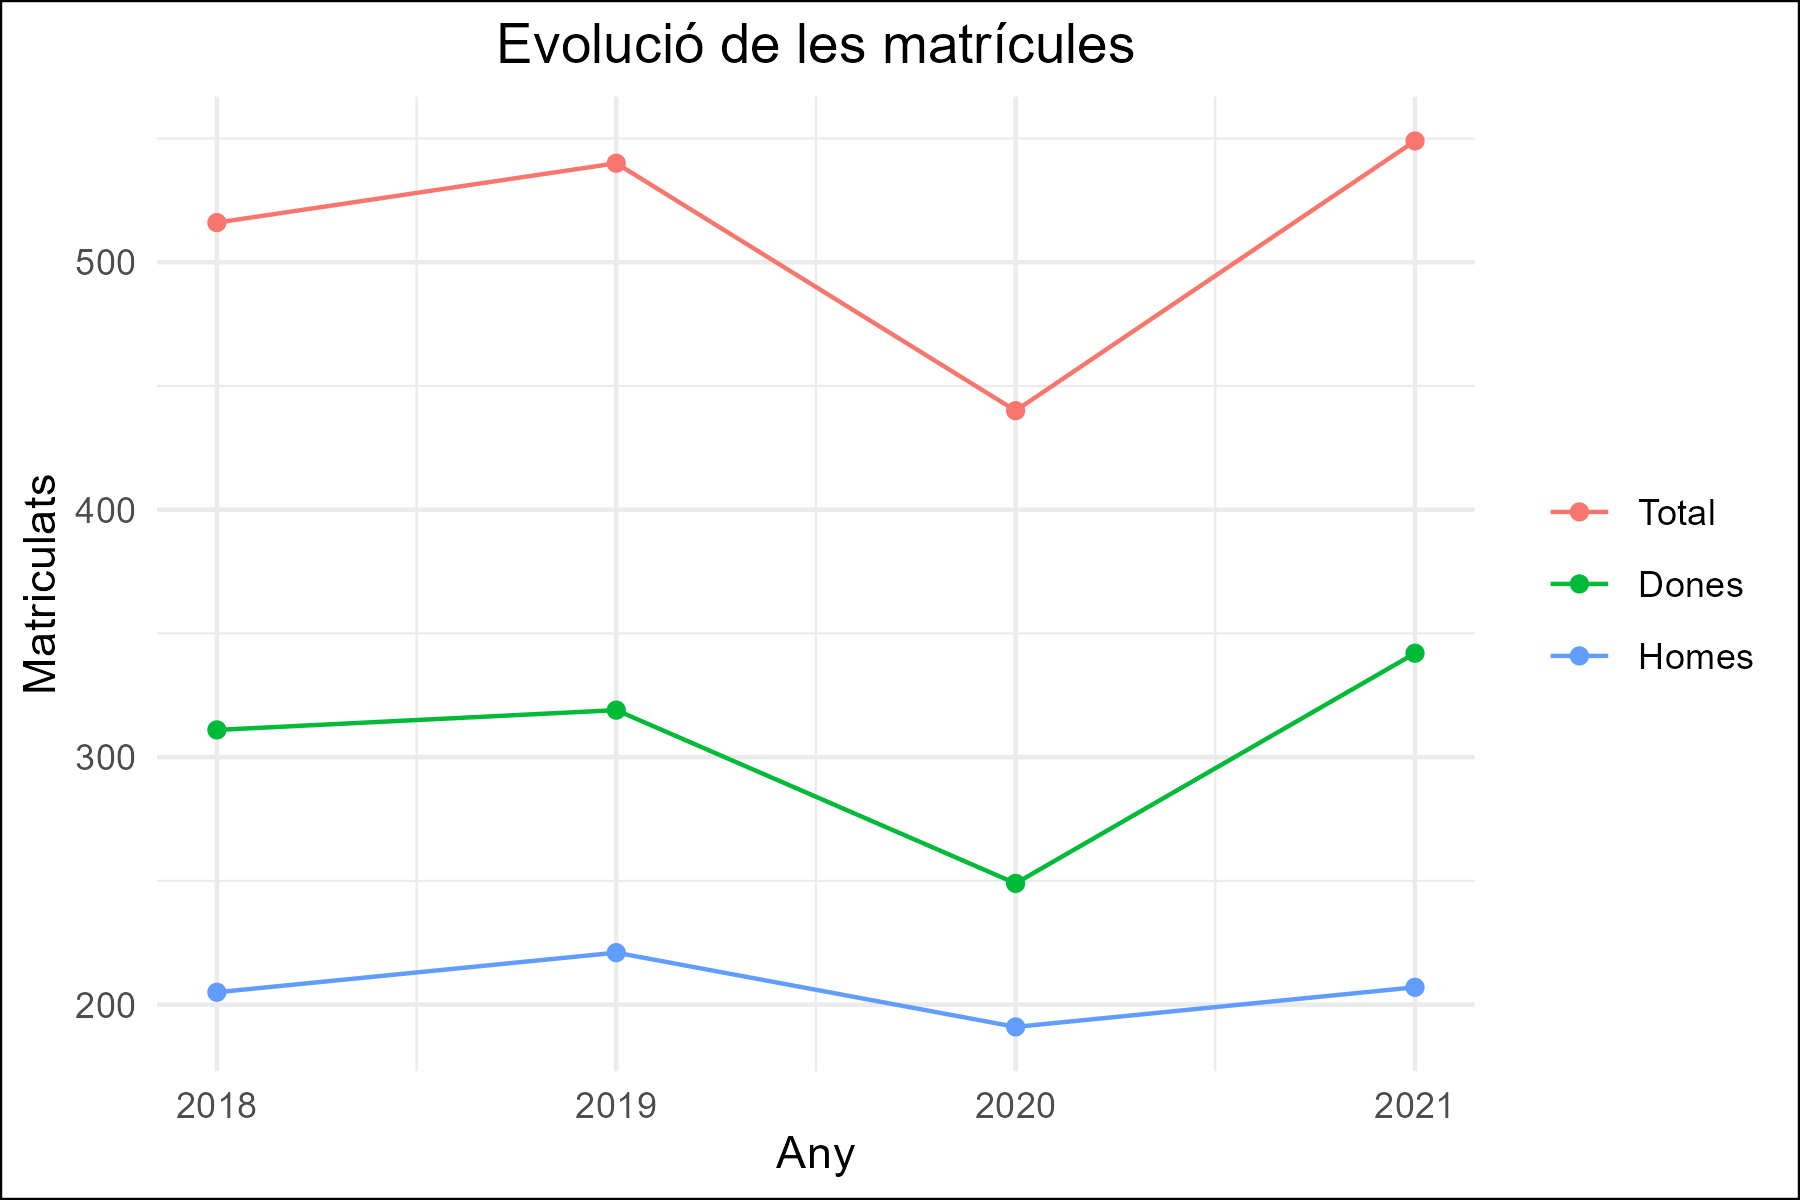 Evolució de les matrícules
Matriculats
500
400
300
200
2018
2019
2020
2021
Any
Total
Dones
Homes